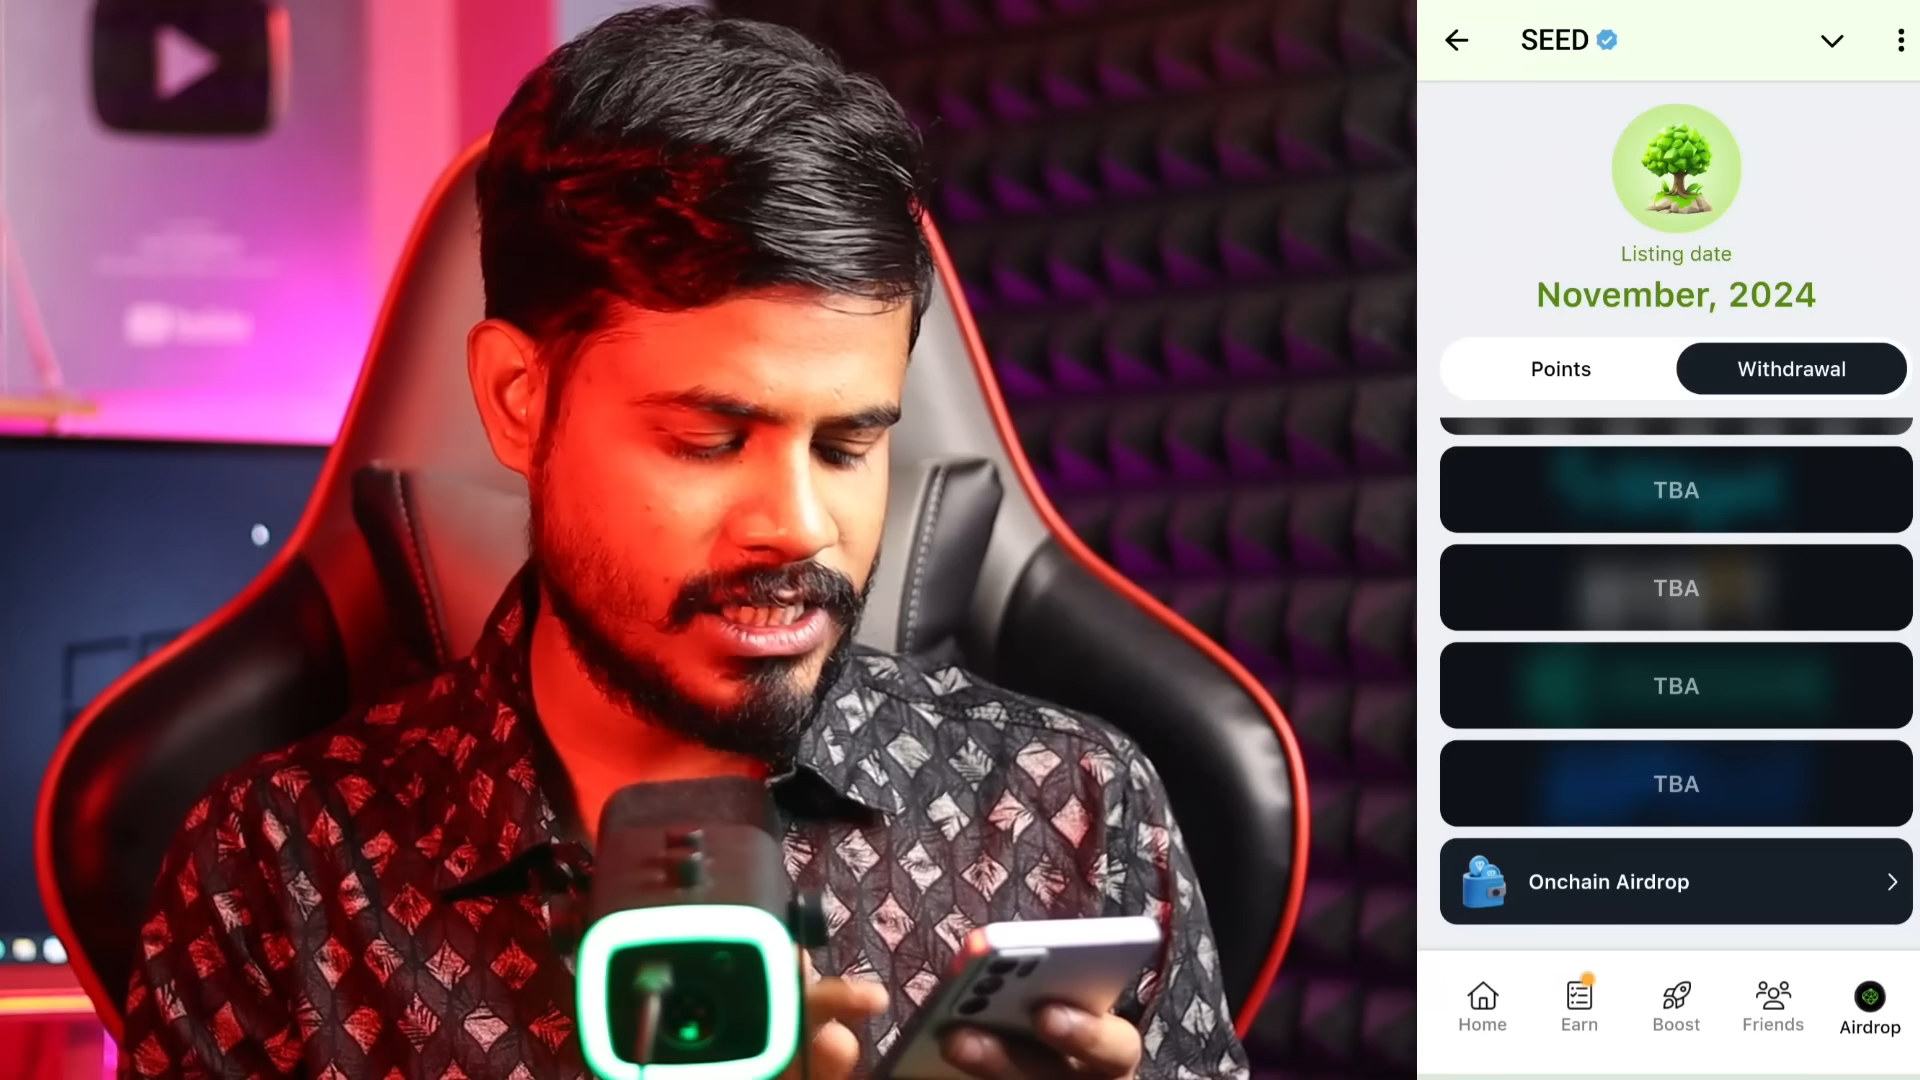 SEED
Listing date
November, 2024
Points
Withdrawal
TBA
TBA
TBA
TBA
Onchain Airdrop
Home
Earn
Boost
Friends
Airdrop